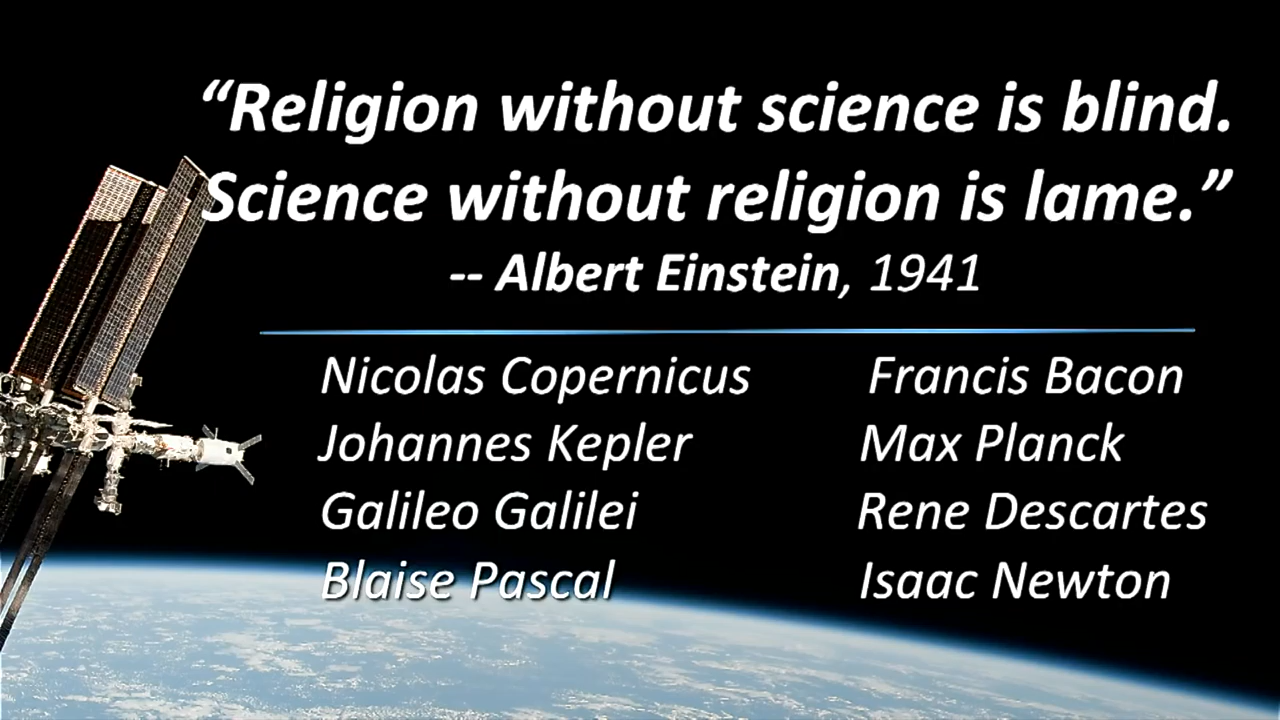 “Religion without science is blind.
Science without religion is lame.”
-- Albert Einstein, 1941
Nicolas Copernicus
Johannes Kepler
Galileo Galilei
Blaise Pascal
Francis Bacon
Max Planck
Rene Descartes
Isaac Newton